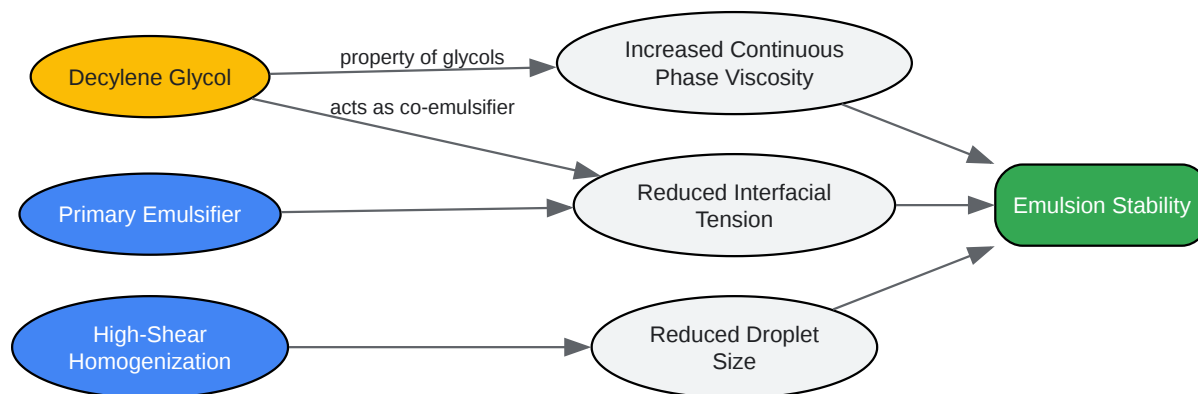 Decylene Glycol
property of glycols
acts as co-emulsifier
Increased Continuous
Phase Viscosity
Primary Emulsifier
Reduced Interfacial
Tension
Emulsion Stability
High-Shear
Homogenization
Reduced Droplet
Size